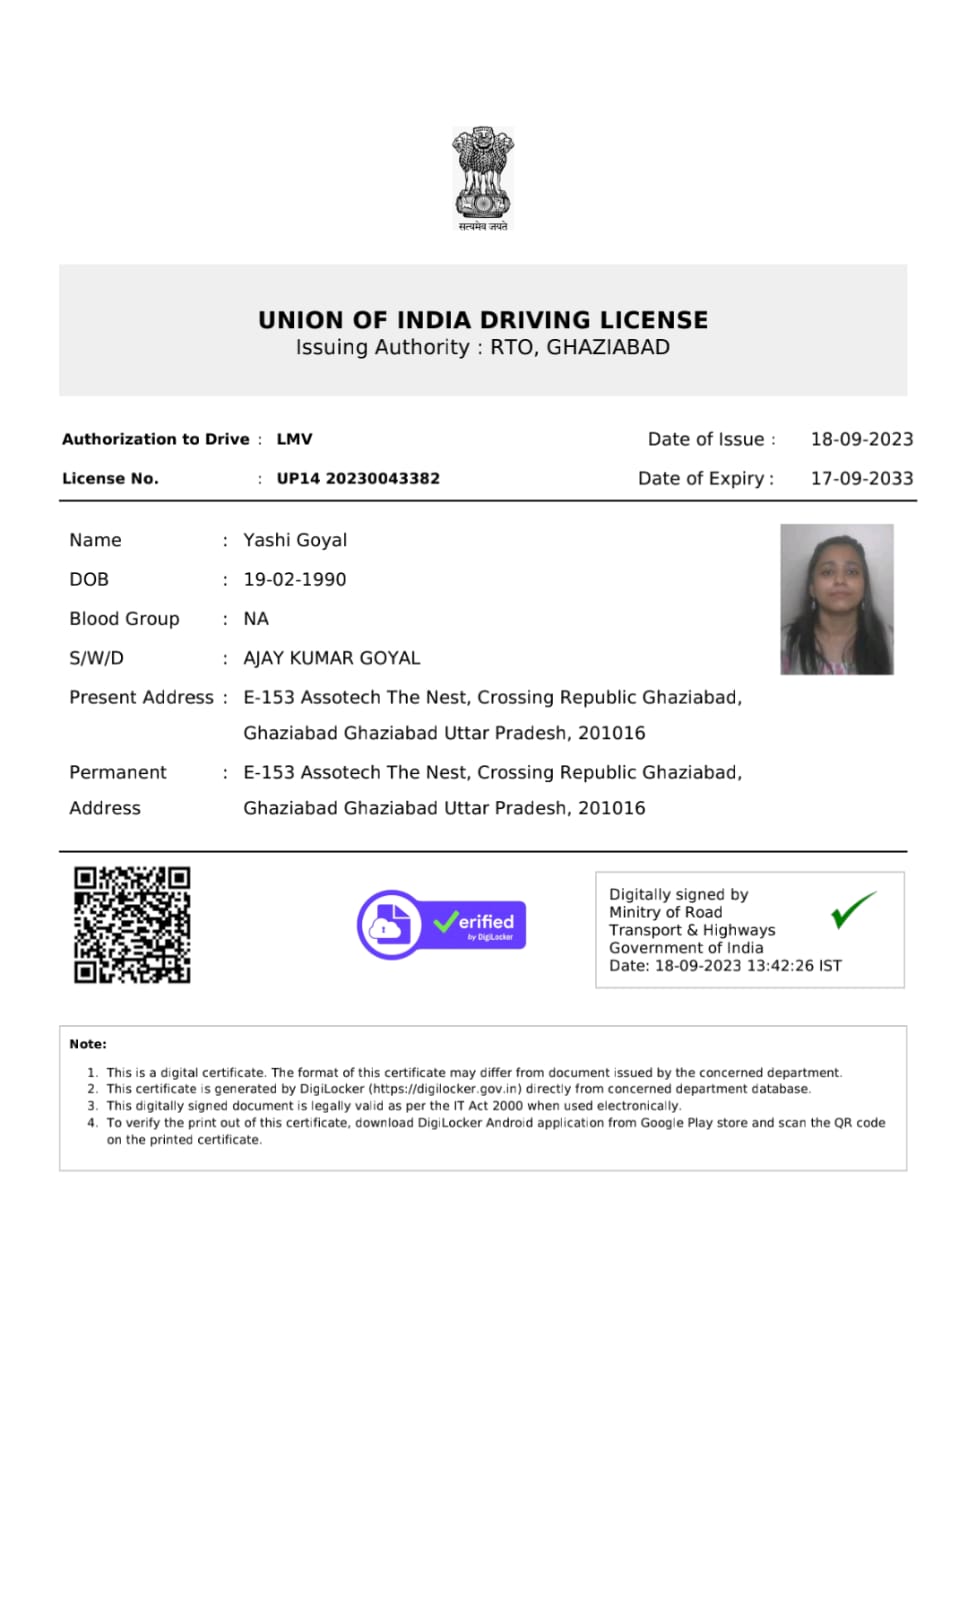 सत्यमेव जयते
UNION OF INDIA DRIVING LICENSE
Issuing Authority : RTO, GHAZIABAD
Authorization to Drive : LMV Date of Issue : 18-09-2023
License No. : UP14 20230043382 Date of Expiry : 17-09-2033
Name : Yashi Goyal
DOB : 19-02-1990
Blood Group : NA
S/W/D : AJAY KUMAR GOYAL
Present Address : E-153 Assotech The Nest, Crossing Republic Ghaziabad,
Ghaziabad Ghaziabad Uttar Pradesh, 201016
Permanent : E-153 Assotech The Nest, Crossing Republic Ghaziabad,
Address Ghaziabad Ghaziabad Uttar Pradesh, 201016
erified
by DigiLocker
Digitally signed by
Minitry of Road
Transport & Highways
Government of India
Date: 18-09-2023 13:42:26 IST
Note:
1. This is a digital certificate. The format of this certificate may differ from document issued by the concerned department.
2. This certificate is generated by DigiLocker (https://digilocker.gov.in) directly from concerned department database.
3. This digitally signed document is legally valid as per the IT Act 2000 when used electronically.
4. To verify the print out of this certificate, download DigiLocker Android application from Google Play store and scan the QR code
on the printed certificate.